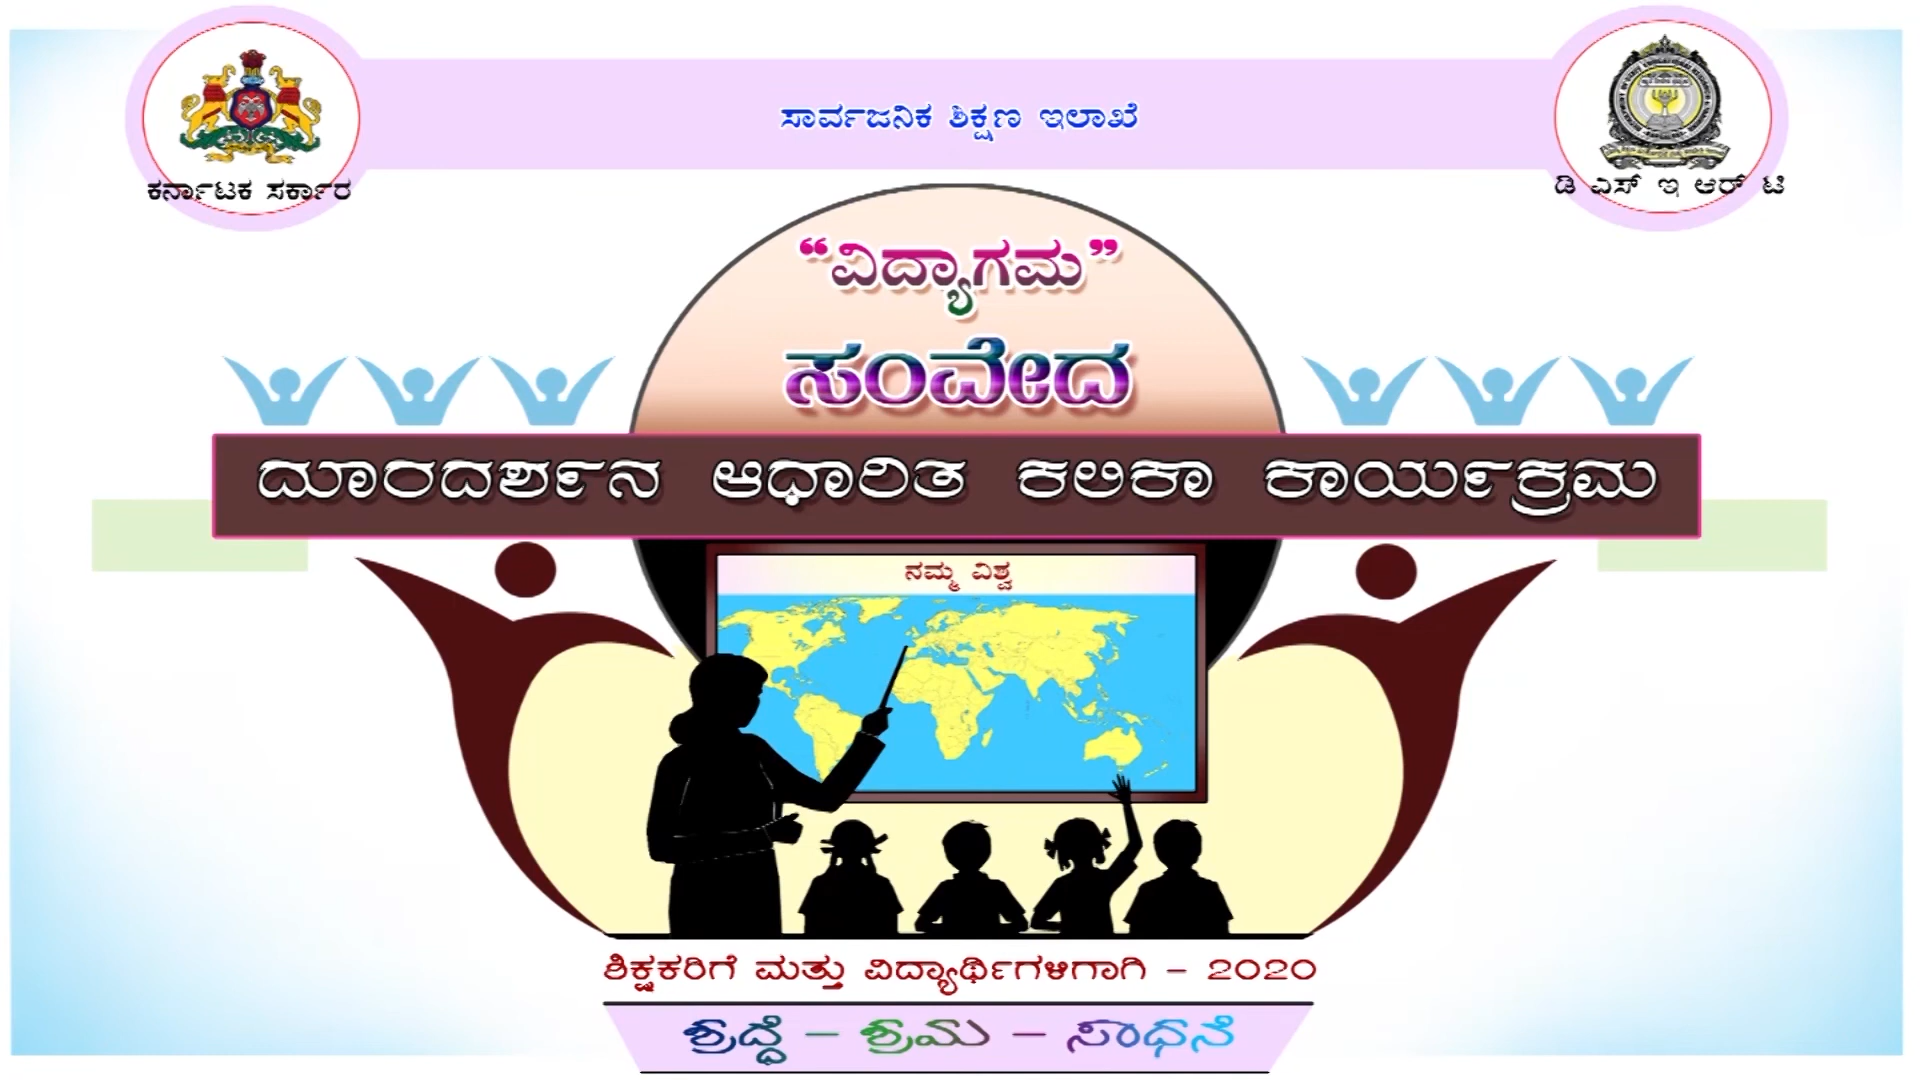 ಸಾರ್ವಜನಿಕ ಶಿಕ್ಷಣ ಇಲಾಖೆ
ಕರ್ನಾಟಕ ಸರ್ಕಾರ
ಡಿ ಎಸ್ ಇ ಆರ್ ಟಿ
“ವಿದ್ಯಾಗಮ”
ಸಂವೇದ
ದೂರದರ್ಶನ ಆಧಾರಿತ ಕಲಿಕಾ ಕಾರ್ಯಕ್ರಮ
ನಮ್ಮ ವಿಶ್ವ
ಶಿಕ್ಷಕರಿಗೆ ಮತ್ತು ವಿದ್ಯಾರ್ಥಿಗಳಿಗಾಗಿ - 2020
ಶ್ರದ್ಧೆ - ಶ್ರಮ - ಸಾಧನೆ